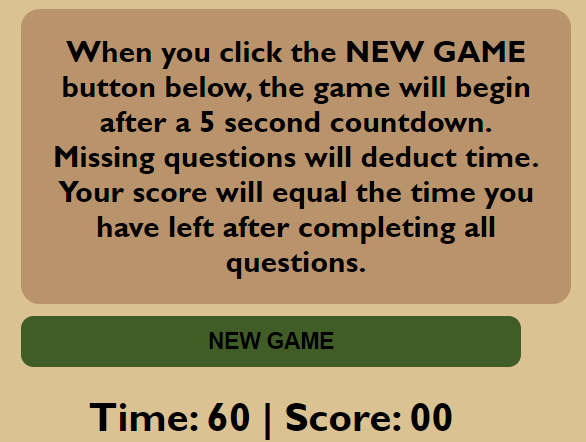 When you click the NEW GAME
button below, the game will begin
after a 5 second countdown.
Missing questions will deduct time.
Your score will equal the time you
have left after completing all
questions.
NEW GAME
Time: 60 | Score: 00